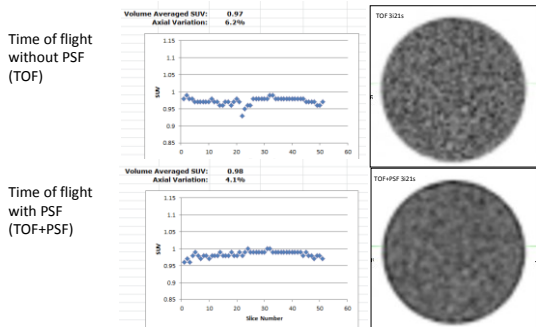 Time of flight
without PSF
(TOF)
Volume Averaged SUV: 0.97
Axial Variation: 6.2%
1.15
1.1
1.05
1
0.95
0.9
0.85
SUV
0 10 20 30 40 50 60
TOF 3i21s
Time of flight
with PSF
(TOF+PSF)
Volume Averaged SUV: 0.98
Axial Variation: 4.1%
1.15
1.1
1.05
1
0.95
0.9
0.85
SUV
0 10 20 30 40 50 60
Slice Number
TOF+PSF 3i21s